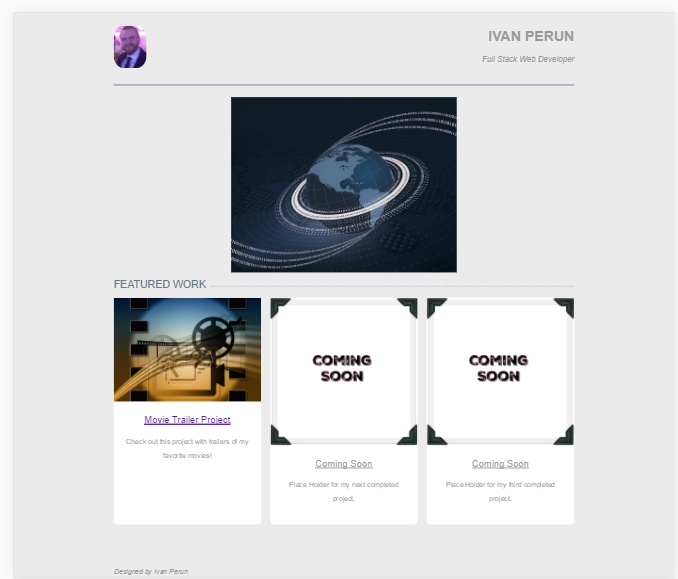 IVAN PERUN
Full Stack Web Developer
FEATURED WORK
COMING
SOON
COMING
SOON
Movie Trailer Project
Check out this project with trailers of my
favorite movies!
Coming Soon
Place Holder for my next completed
project.
Coming Soon
Place Holder for my third completed
project.
Designed by Ivan Perun